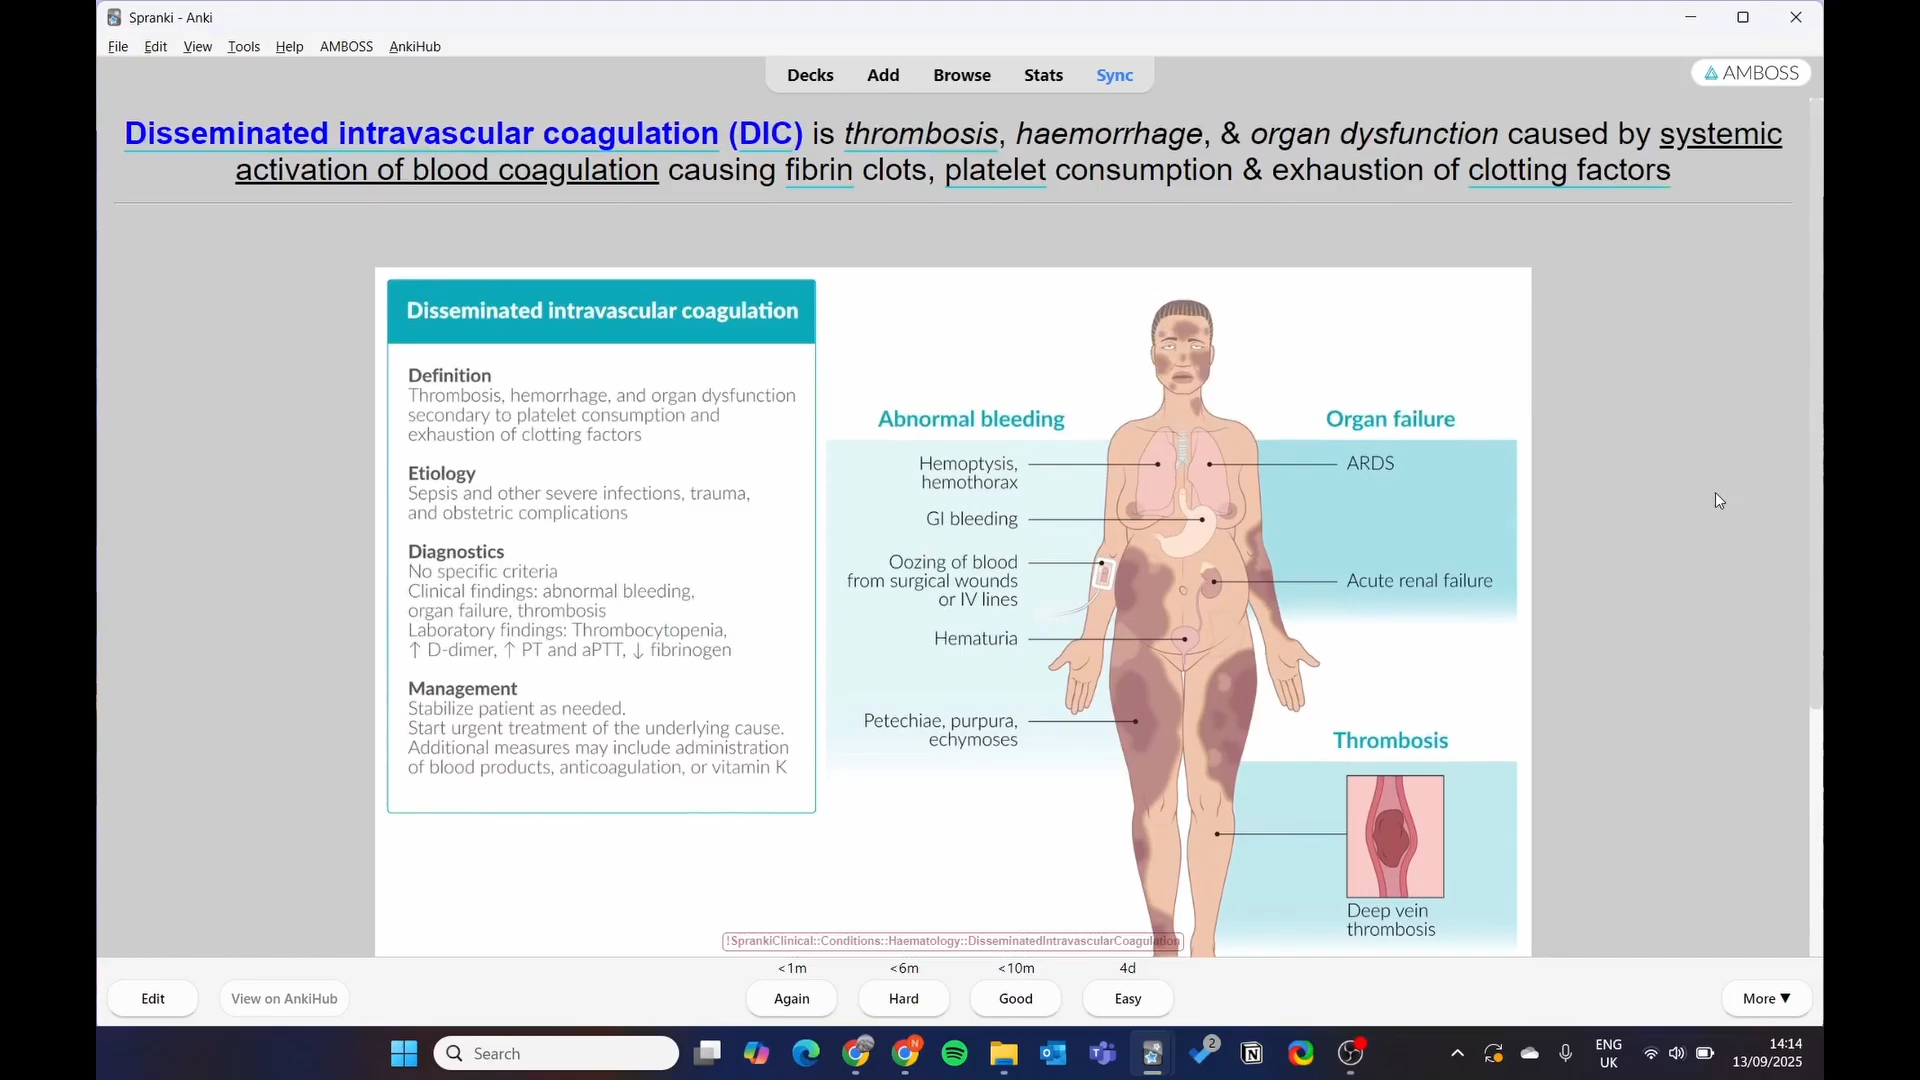 Spranki - Anki
File Edit View Tools Help AMBOSS AnkiHub
Decks Add Browse Stats Sync
AMBOSS
Disseminated intravascular coagulation (DIC) is thrombosis, haemorrhage, & organ dysfunction caused by systemic
activation of blood coagulation causing fibrin clots, platelet consumption & exhaustion of clotting factors
Disseminated intravascular coagulation
Definition
Thrombosis, hemorrhage, and organ dysfunction
secondary to platelet consumption and
exhaustion of clotting factors
Etiology
Sepsis and other severe infections, trauma,
and obstetric complications
Diagnostics
No specific criteria
Clinical findings: abnormal bleeding,
organ failure, thrombosis
Laboratory findings: Thrombocytopenia,
↑ D-dimer, ↑ PT and aPTT, ↓ fibrinogen
Management
Stabilize patient as needed.
Start urgent treatment of the underlying cause.
Additional measures may include administration
of blood products, anticoagulation, or vitamin K
Abnormal bleeding
Hemoptysis,
hemothorax
GI bleeding
Oozing of blood
from surgical wounds
or IV lines
Hematuria
Petechiae, purpura,
echymoses
Organ failure
ARDS
Acute renal failure
Thrombosis
Deep vein
thrombosis
!SprankiClinical::Conditions::Haematology::DisseminatedIntravascularCoagulation
<1m <6m <10m 4d
Edit View on AnkiHub Again Hard Good Easy More ▼
Search
N
2
ENG
UK
14:14
13/09/2025